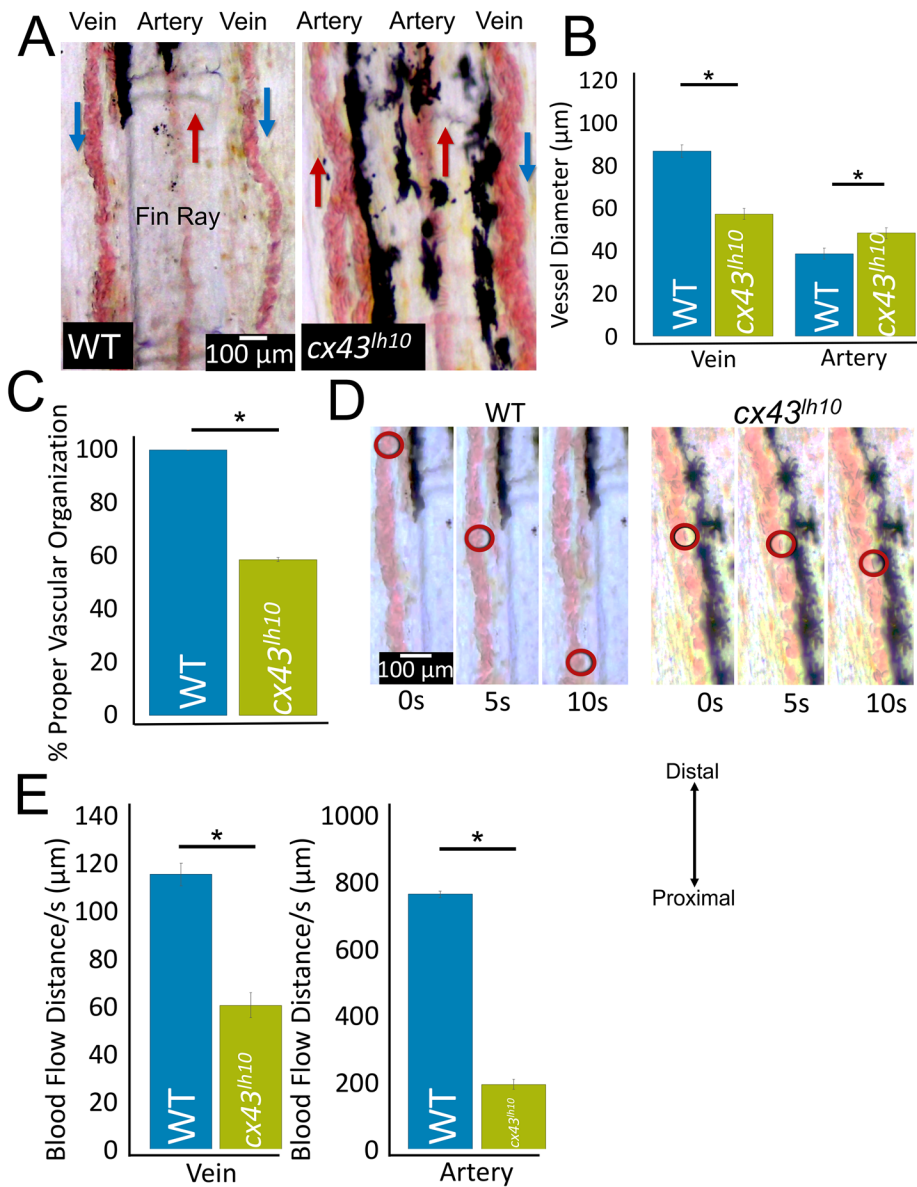 A
Vein Artery Vein
Artery Artery Vein
Fin Ray
WT
100 µm
cx43lh10
B
Vessel Diameter (µm)
120
100
80
60
40
20
0
*
*
WT
cx43lh10
WT
cx43lh10
Vein
Artery
C
% Proper Vascular Organization
100
80
60
40
20
0
*
WT
cx43lh10
D
WT
cx43lh10
100 µm
0s 5s 10s
0s 5s 10s
Distal
Proximal
E
Blood Flow Distance/s (µm)
140
120
100
80
60
40
20
0
*
WT
cx43lh10
Vein
Blood Flow Distance/s (µm)
1000
800
600
400
200
0
*
WT
cx43lh10
Artery